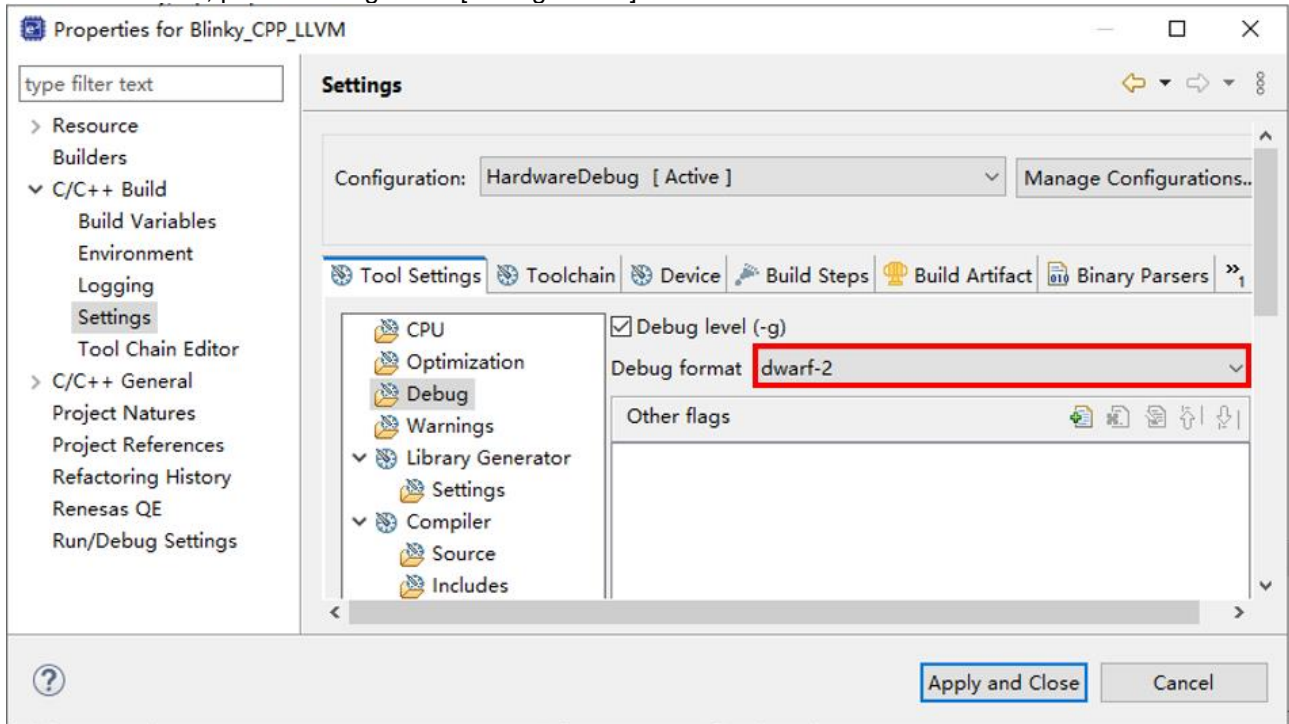 Properties for Blinky_CPP_LLVM
type filter text
Settings
Resource
Builders
C/C++ Build
Build Variables
Environment
Logging
Settings
Tool Chain Editor
C/C++ General
Project Natures
Project References
Refactoring History
Renesas QE
Run/Debug Settings
Configuration: HardwareDebug [ Active ] Manage Configurations..
Tool Settings Toolchain Device Build Steps Build Artifact Binary Parsers »1
CPU
Optimization
Debug
Warnings
Library Generator
Settings
Compiler
Source
Includes
Debug level (-g)
Debug format dwarf-2
Other flags
Apply and Close Cancel